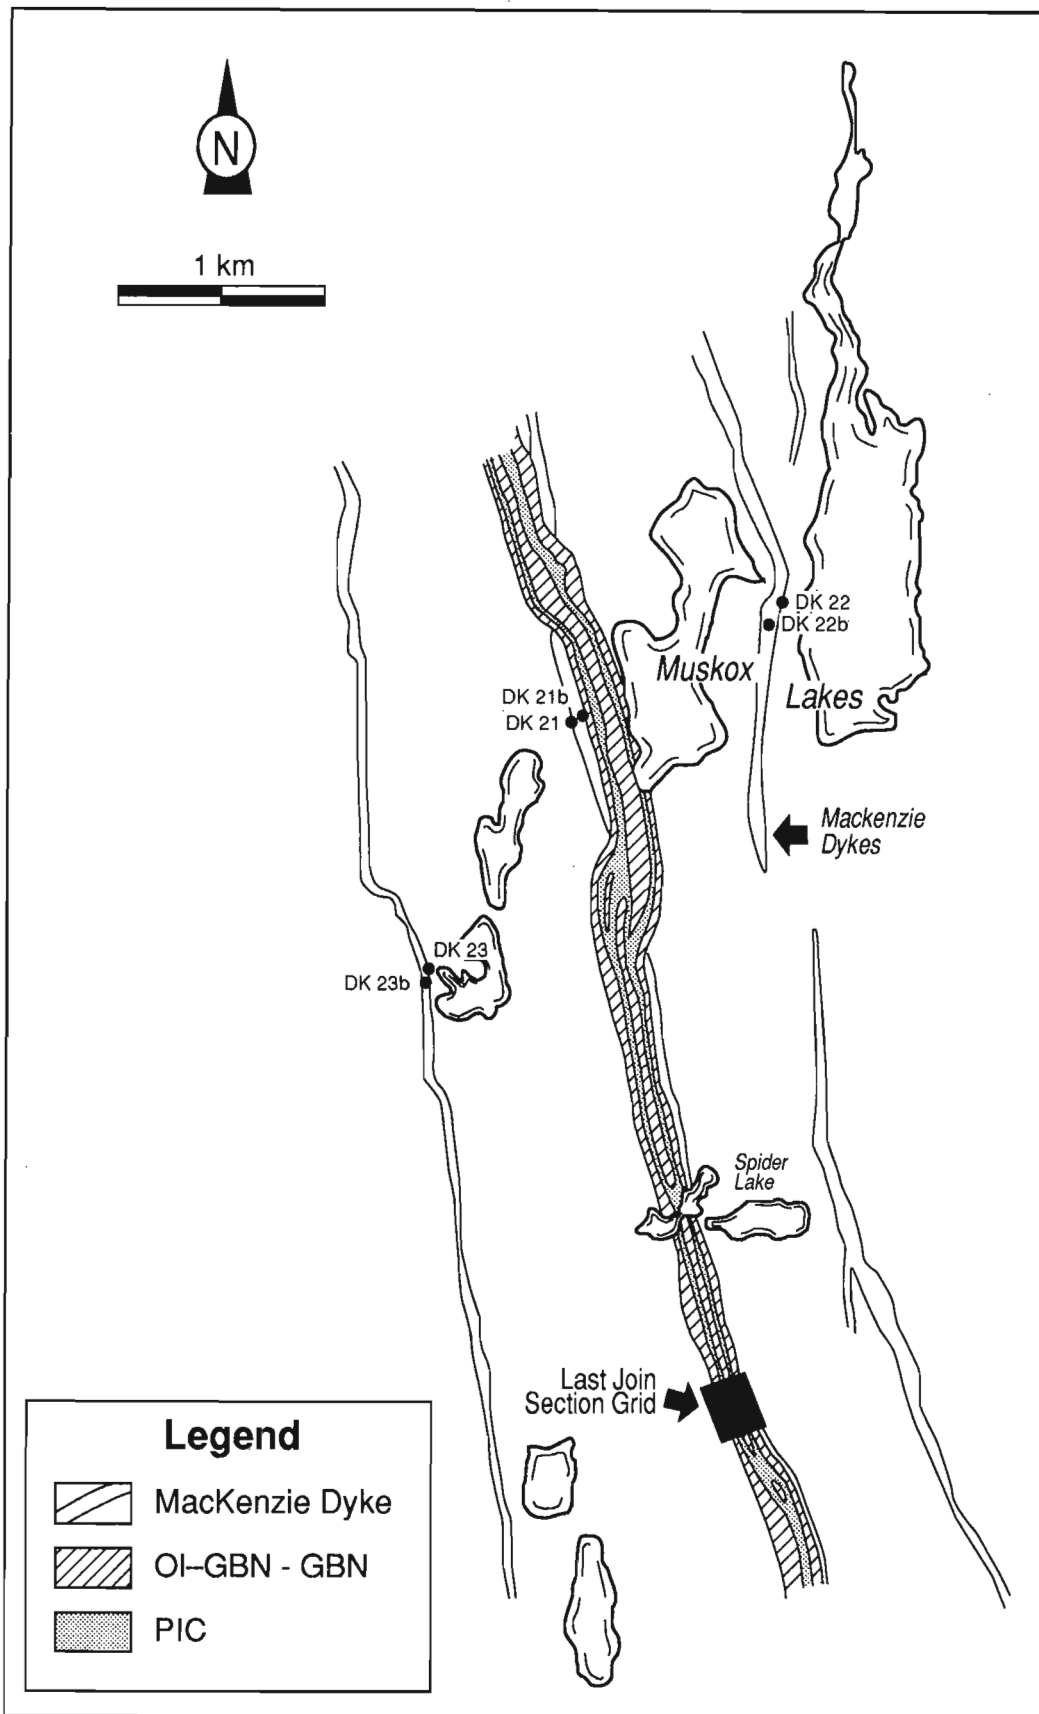 N
1 km
DK 22
DK 22b
Muskox
Lakes
DK 21b
DK 21
Mackenzie
Dykes
DK 23
DK 23b
Spider
Lake
Last Join
Section Grid
Legend
MacKenzie Dyke
Ol–GBN - GBN
PIC